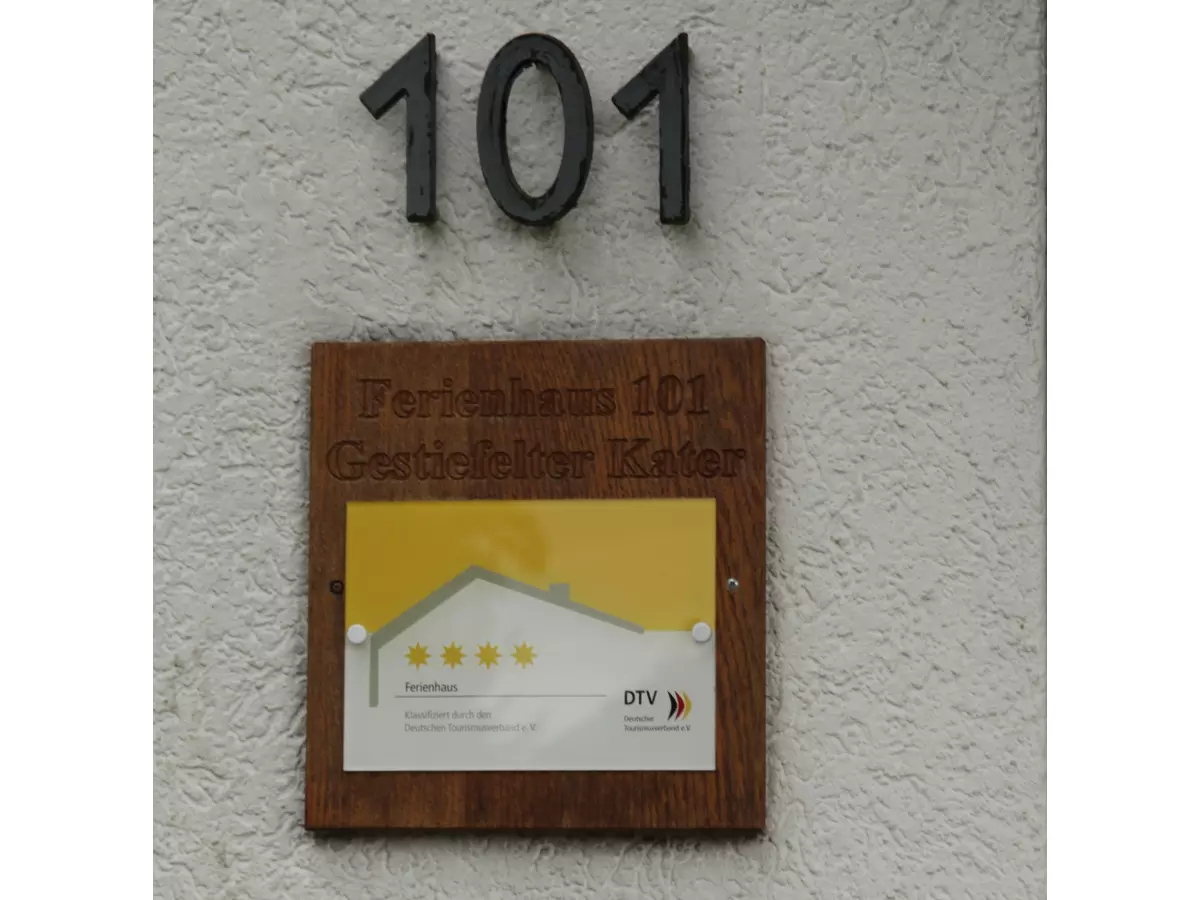 101
Ferienhaus 101
Gestiefelter Kater
Ferienhaus
Klassifiziert durch den
Deutschen Tourismusverband e.V.
DTV
Deutscher
Tourismusverband e.V.